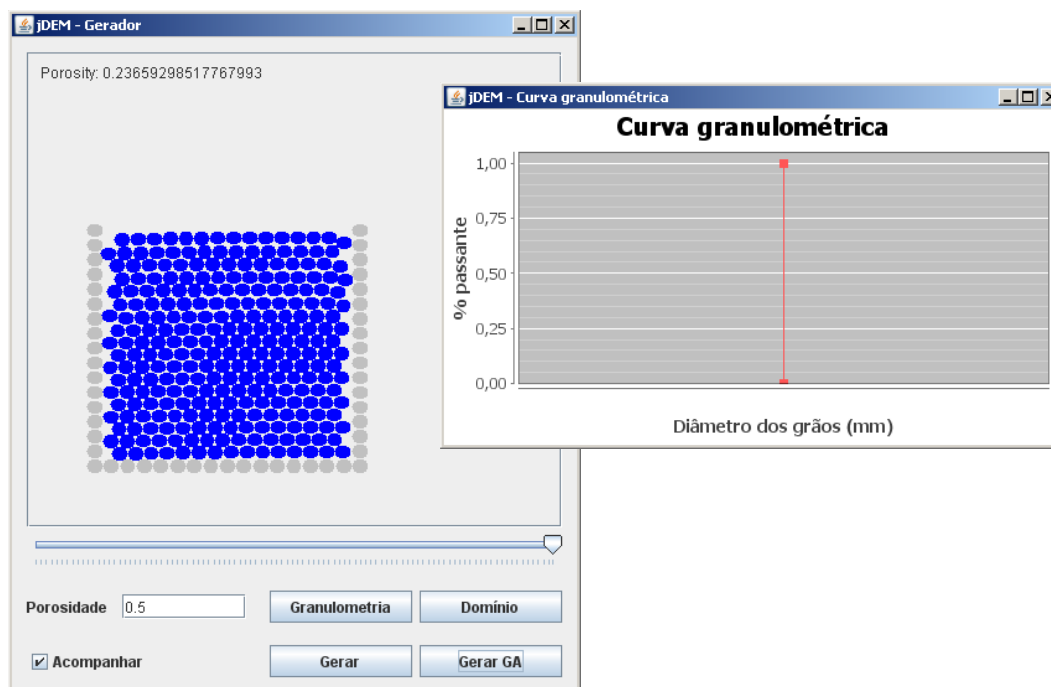 jDEM - Gerador
Porosity: 0.23659298517767993
jDEM - Curva granulométrica
Curva granulométrica
1,00
0,75
0,50
0,25
0,00
% passante
Diâmetro dos grãos (mm)
Porosidade
0.5
Granulometria
Domínio
Acompanhar
Gerar
Gerar GA